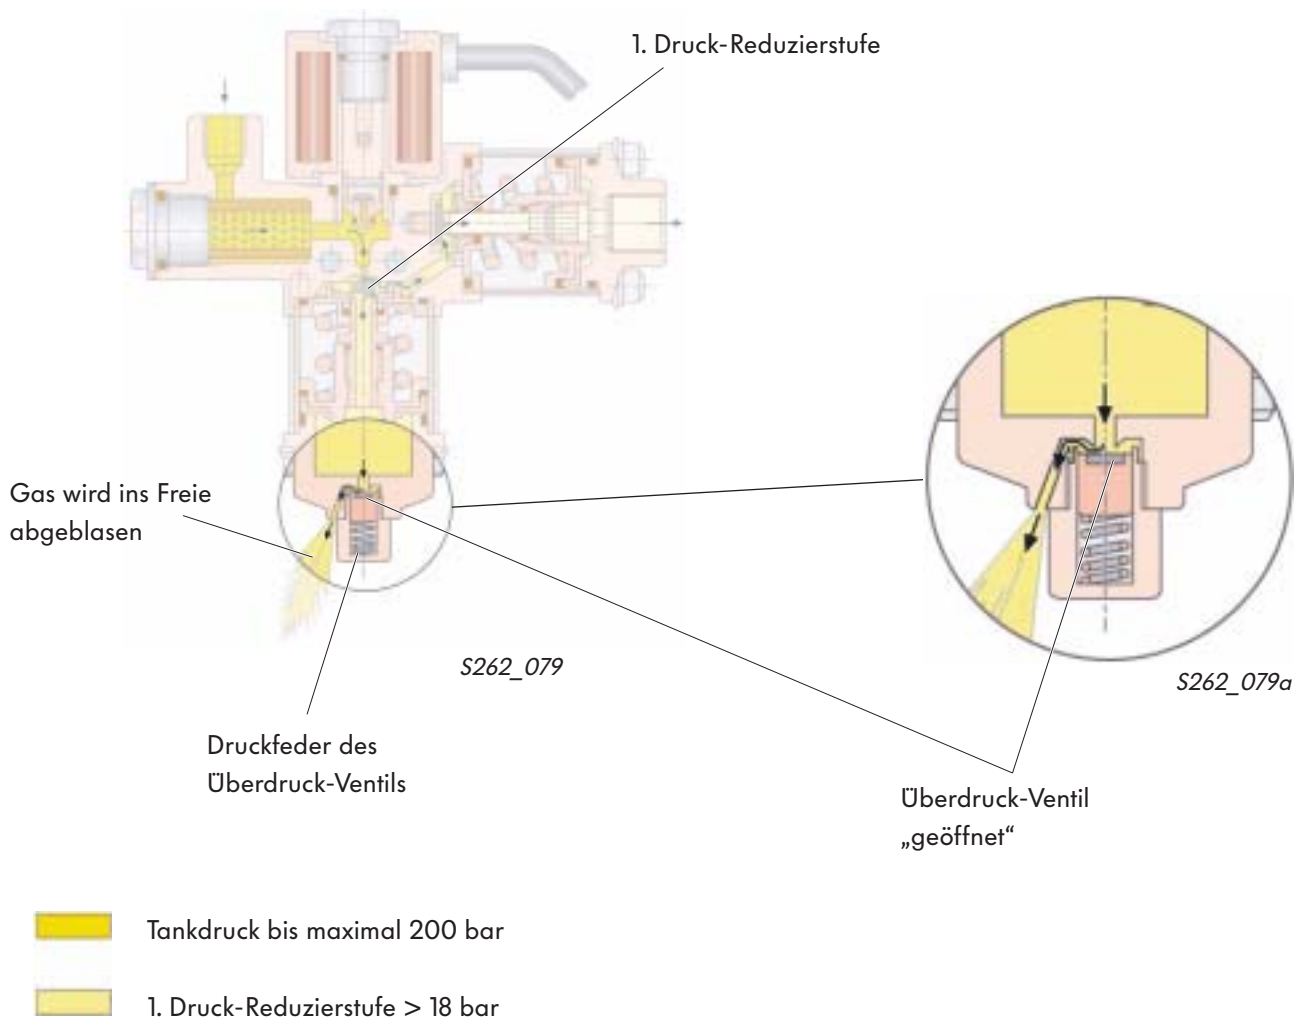 1. Druck-Reduzierstufe
Gas wird ins Freie
abgeblasen
S262_079
S262_079a
Druckfeder des
Überdruck-Ventils
Überdruck-Ventil
„geöffnet“
Tankdruck bis maximal 200 bar
1. Druck-Reduzierstufe > 18 bar